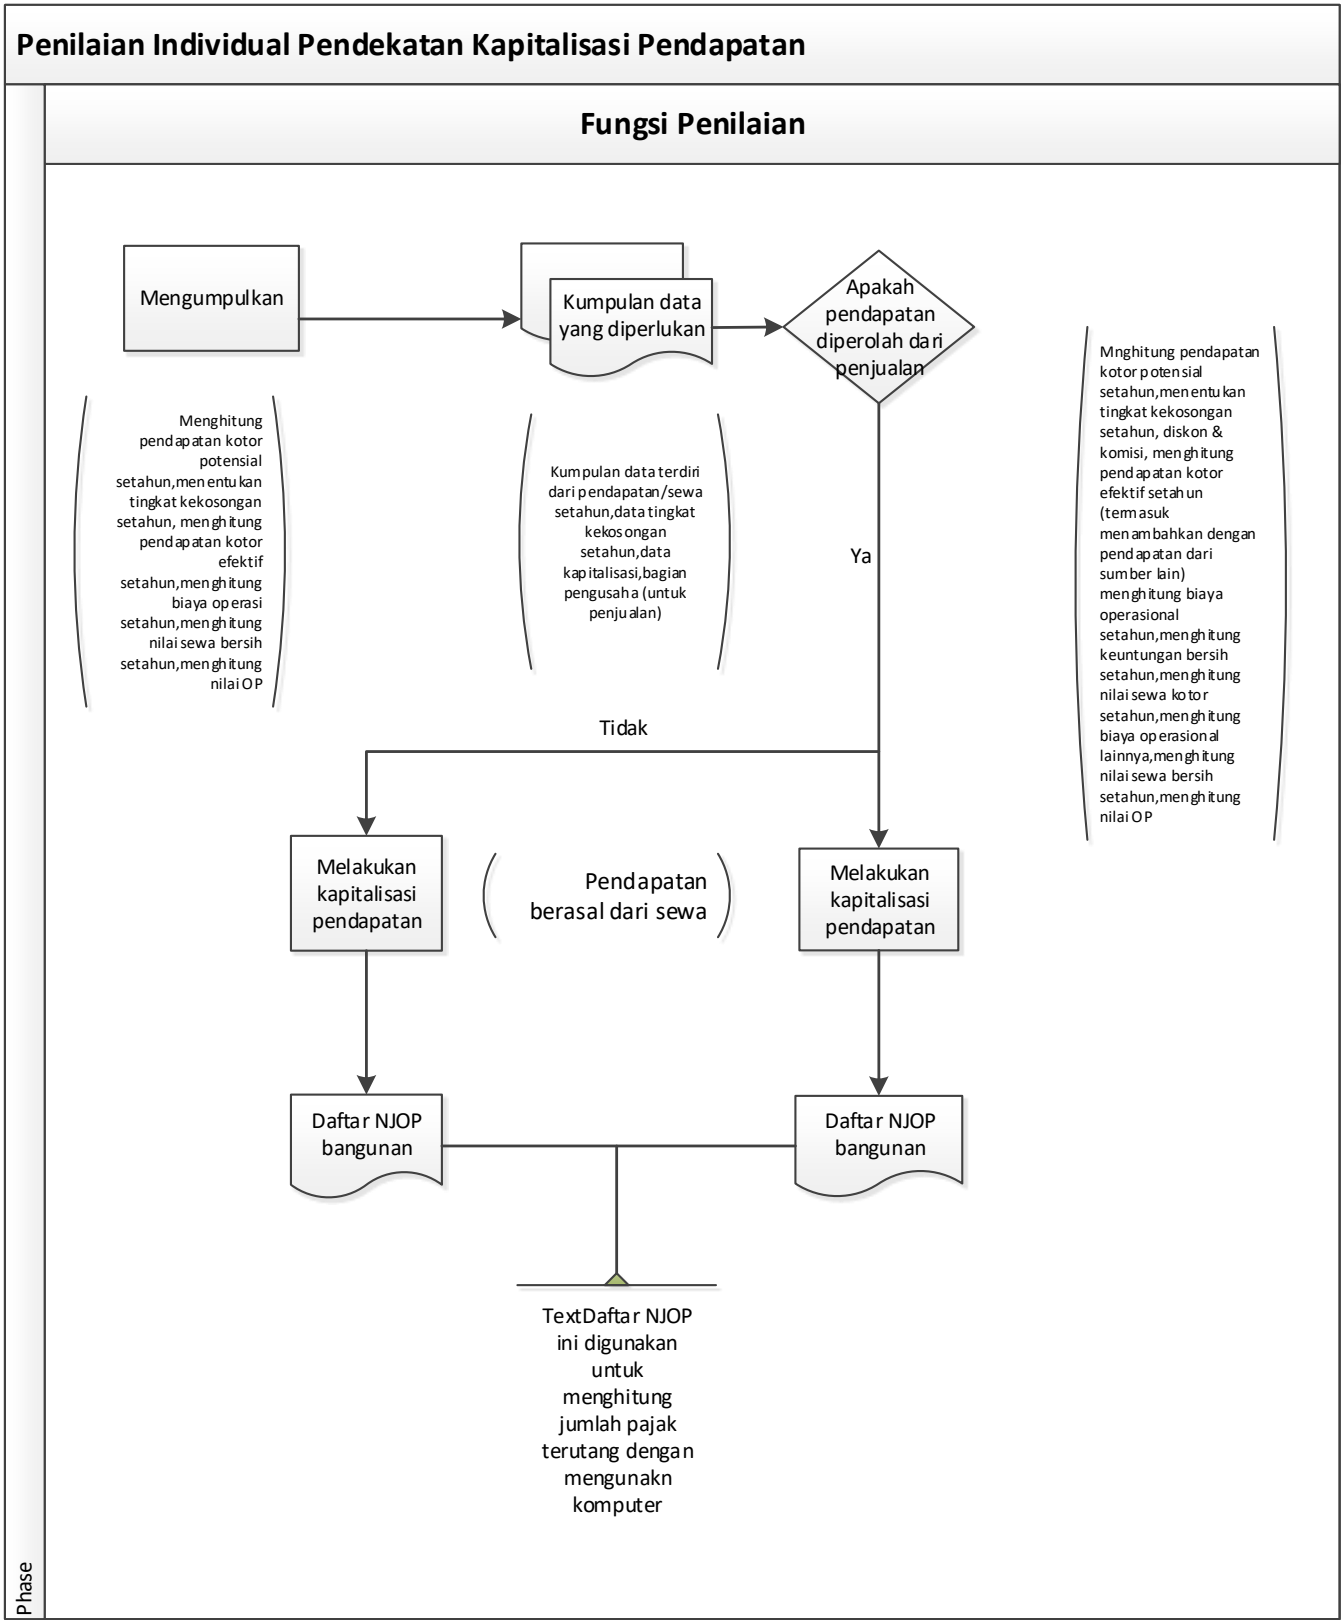 Penilaian Individual Pendekatan Kapitalisasi Pendapatan
Fungsi Penilaian
Mengumpulkan
Kumpulan data
yang diperlukan
Apakah
pendapatan
diperolah dari
penjualan
Menghitung
pendapatan kotor
potensial
setahun,menentukan
tingkat kekosongan
setahun, menghitung
pendapatan kotor
efektif
setahun,menghitung
biaya operasi
setahun,menghitung
nilai sewa bersih
setahun,menghitung
nilai OP
Kumpulan data terdiri
dari pendapatan/sewa
setahun,data tingkat
kekosongan
setahun,data
kapitalisasi,bagian
pengusaha (untuk
penjualan)
Mnghitung pendapatan
kotor potensial
setahun,menentukan
tingkat kekosongan
setahun, diskon &
komisi, menghitung
pendapatan kotor
efektif setahun
(termasuk
menambahkan dengan
pendapatan dari
sumber lain)
menghitung biaya
operasional
setahun,menghitung
keuntungan bersih
setahun,menghitung
nilai sewa kotor
setahun,menghitung
biaya operasional
lainnya,menghitung
nilai sewa bersih
setahun,menghitung
nilai OP
Ya
Tidak
Melakukan
kapitalisasi
pendapatan
Pendapatan
berasal dari sewa
Melakukan
kapitalisasi
pendapatan
Daftar NJOP
bangunan
Daftar NJOP
bangunan
TextDaftar NJOP
ini digunakan
untuk
menghitung
jumlah pajak
terutang dengan
mengunakn
komputer
Phase